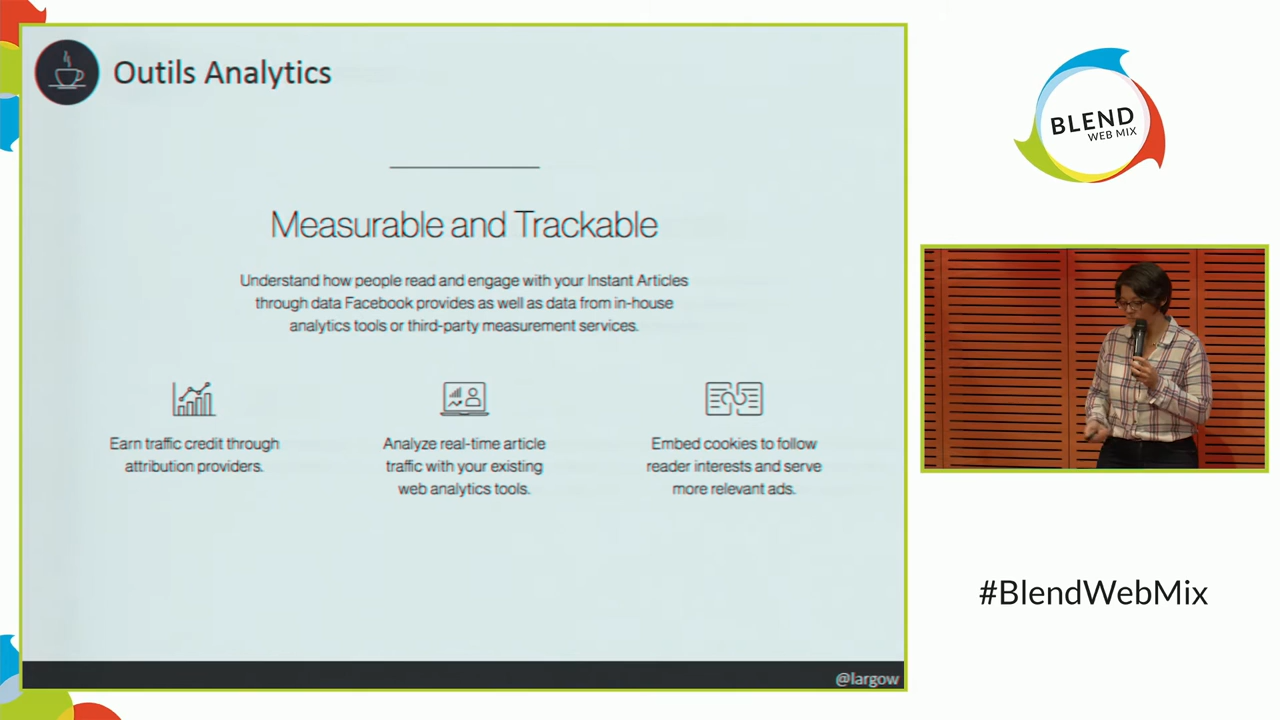 Outils Analytics
Measurable and Trackable
Understand how people read and engage with your Instant Articles
through data Facebook provides as well as data from in-house
analytics tools or third-party measurement services.
Earn traffic credit through
attribution providers.
Analyze real-time article
traffic with your existing
web analytics tools.
Embed cookies to follow
reader interests and serve
more relevant ads.
@largow
BLEND
WEB MIX
#BlendWebMix